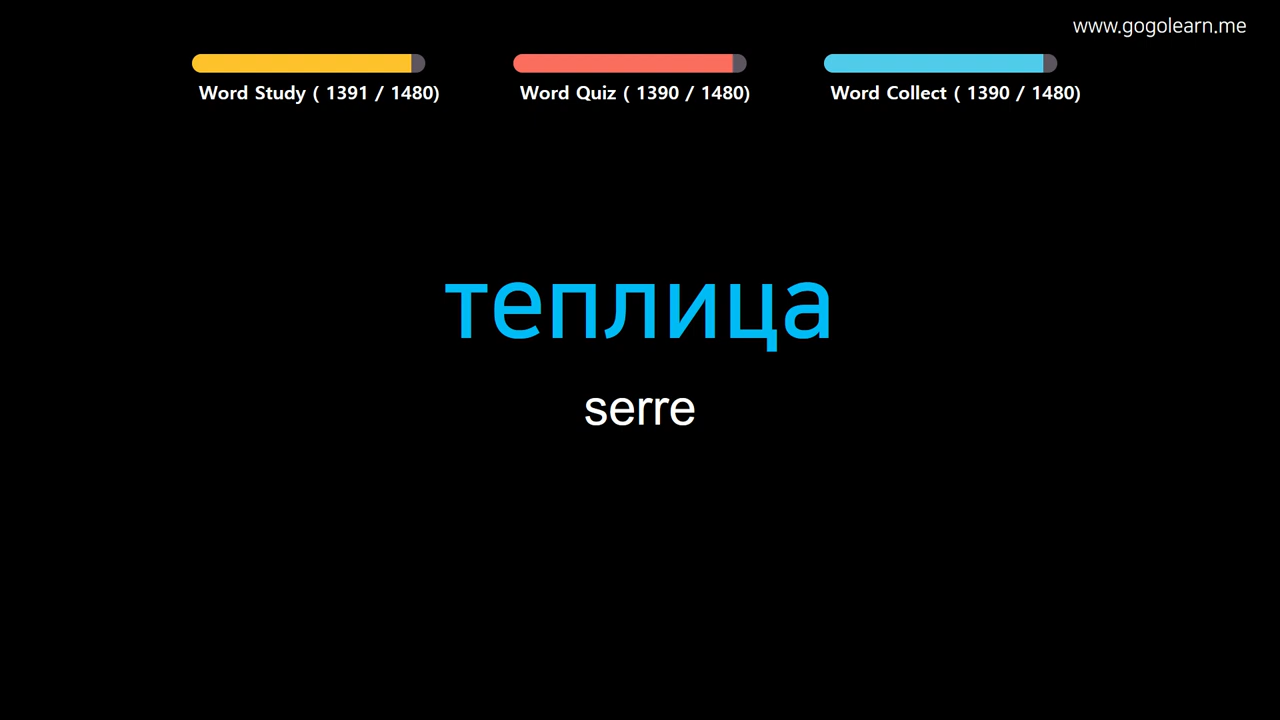 www.gogolearn.me
Word Study ( 1391 / 1480)
Word Quiz ( 1390 / 1480)
Word Collect ( 1390 / 1480)
теплица
serre